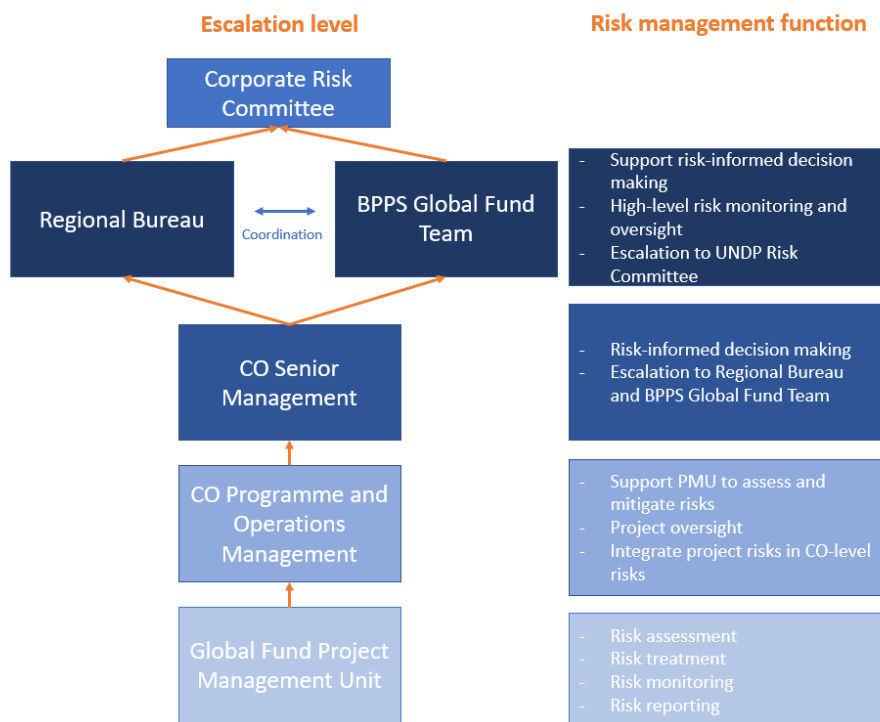 Escalation level
Risk management function
Corporate Risk
Committee
Regional Bureau
Coordination
BPPS Global Fund
Team
- Support risk-informed decision
making
- High-level risk monitoring and
oversight
- Escalation to UNDP Risk
Committee
CO Senior
Management
- Risk-informed decision making
- Escalation to Regional Bureau
and BPPS Global Fund Team
CO Programme and
Operations
Management
- Support PMU to assess and
mitigate risks
- Project oversight
- Integrate project risks in CO-level
risks
Global Fund Project
Management Unit
- Risk assessment
- Risk treatment
- Risk monitoring
- Risk reporting